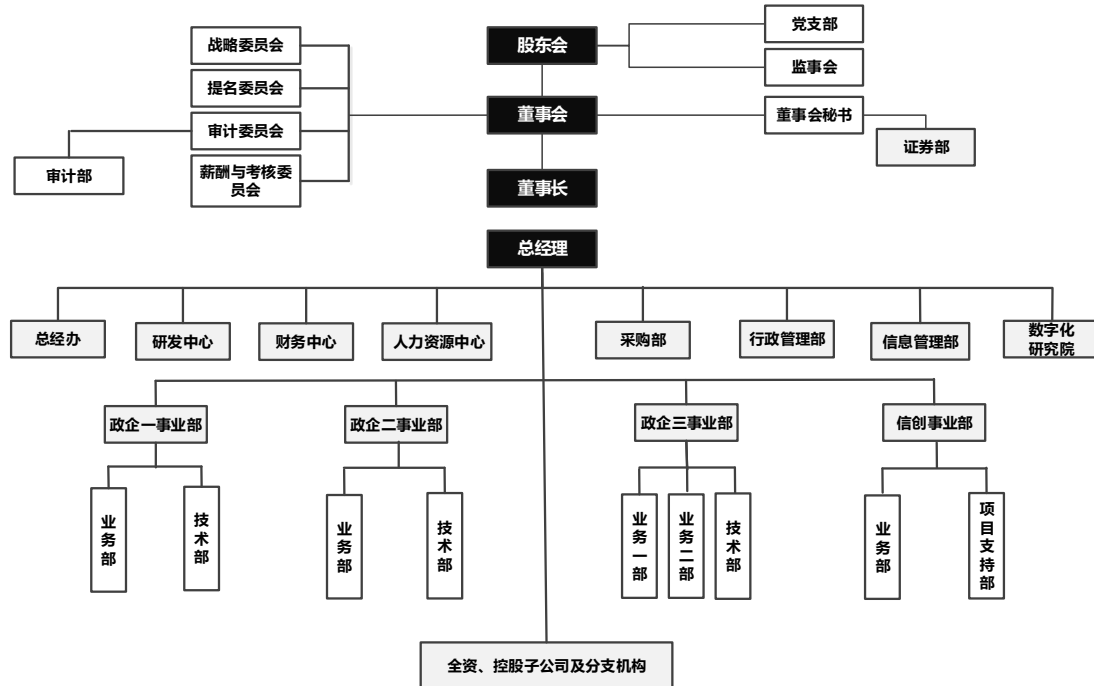 党支部
战略委员会
股东会
监事会
提名委员会
董事会
董事会秘书
审计委员会
证券部
审计部
薪酬与考核委
员会
董事长
总经理
总经办
研发中心
财务中心
人力资源中心
采购部
行政管理部
信息管理部
数字化
研究院
政企一事业部
政企二事业部
政企三事业部
信创事业部
业务部
技术部
业务部
技术部
业务一部
业务二部
技术部
业务部
项目支持部
全资、控股子公司及分支机构